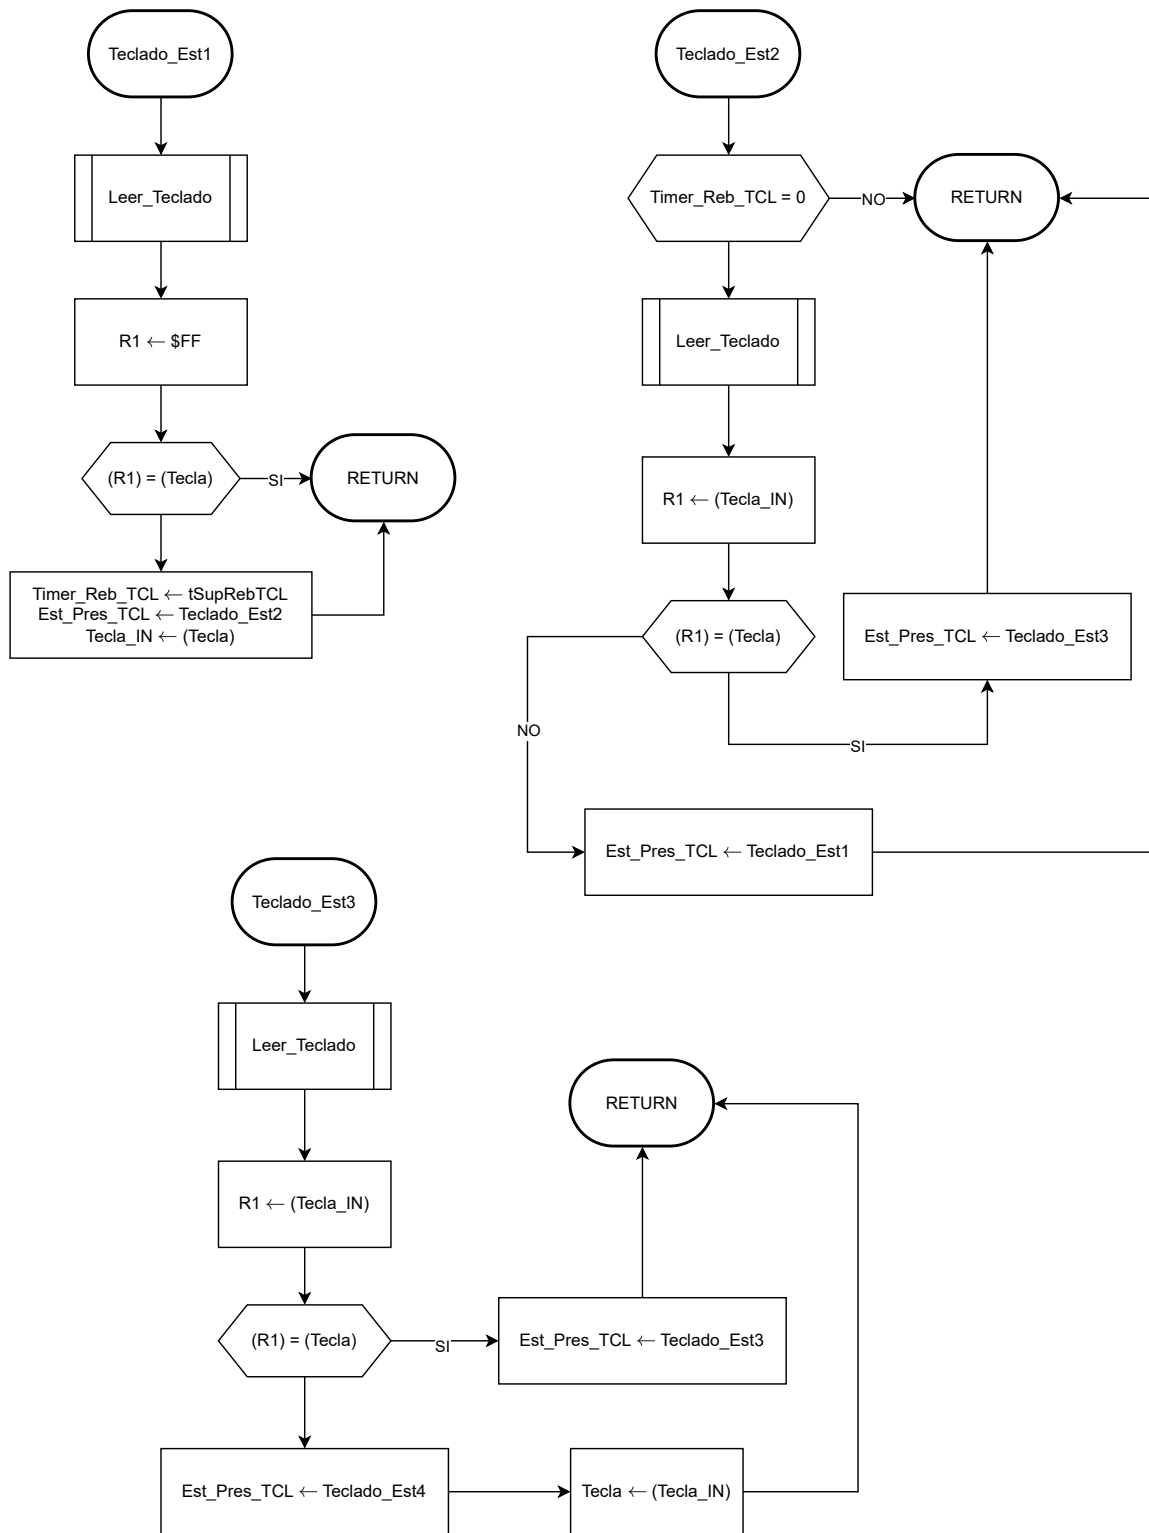 Teclado_Est1
Leer_Teclado
R1 ← $FF
(R1) = (Tecla)
SI
RETURN
Timer_Reb_TCL ← tSupRebTCL
Est_Pres_TCL ← Teclado_Est2
Tecla_IN ← (Tecla)
Teclado_Est2
Timer_Reb_TCL = 0
NO
RETURN
Leer_Teclado
R1 ← (Tecla_IN)
(R1) = (Tecla)
Est_Pres_TCL ← Teclado_Est3
NO
SI
Est_Pres_TCL ← Teclado_Est1
Teclado_Est3
Leer_Teclado
RETURN
R1 ← (Tecla_IN)
(R1) = (Tecla)
SI
Est_Pres_TCL ← Teclado_Est3
Est_Pres_TCL ← Teclado_Est4
Tecla ← (Tecla_IN)